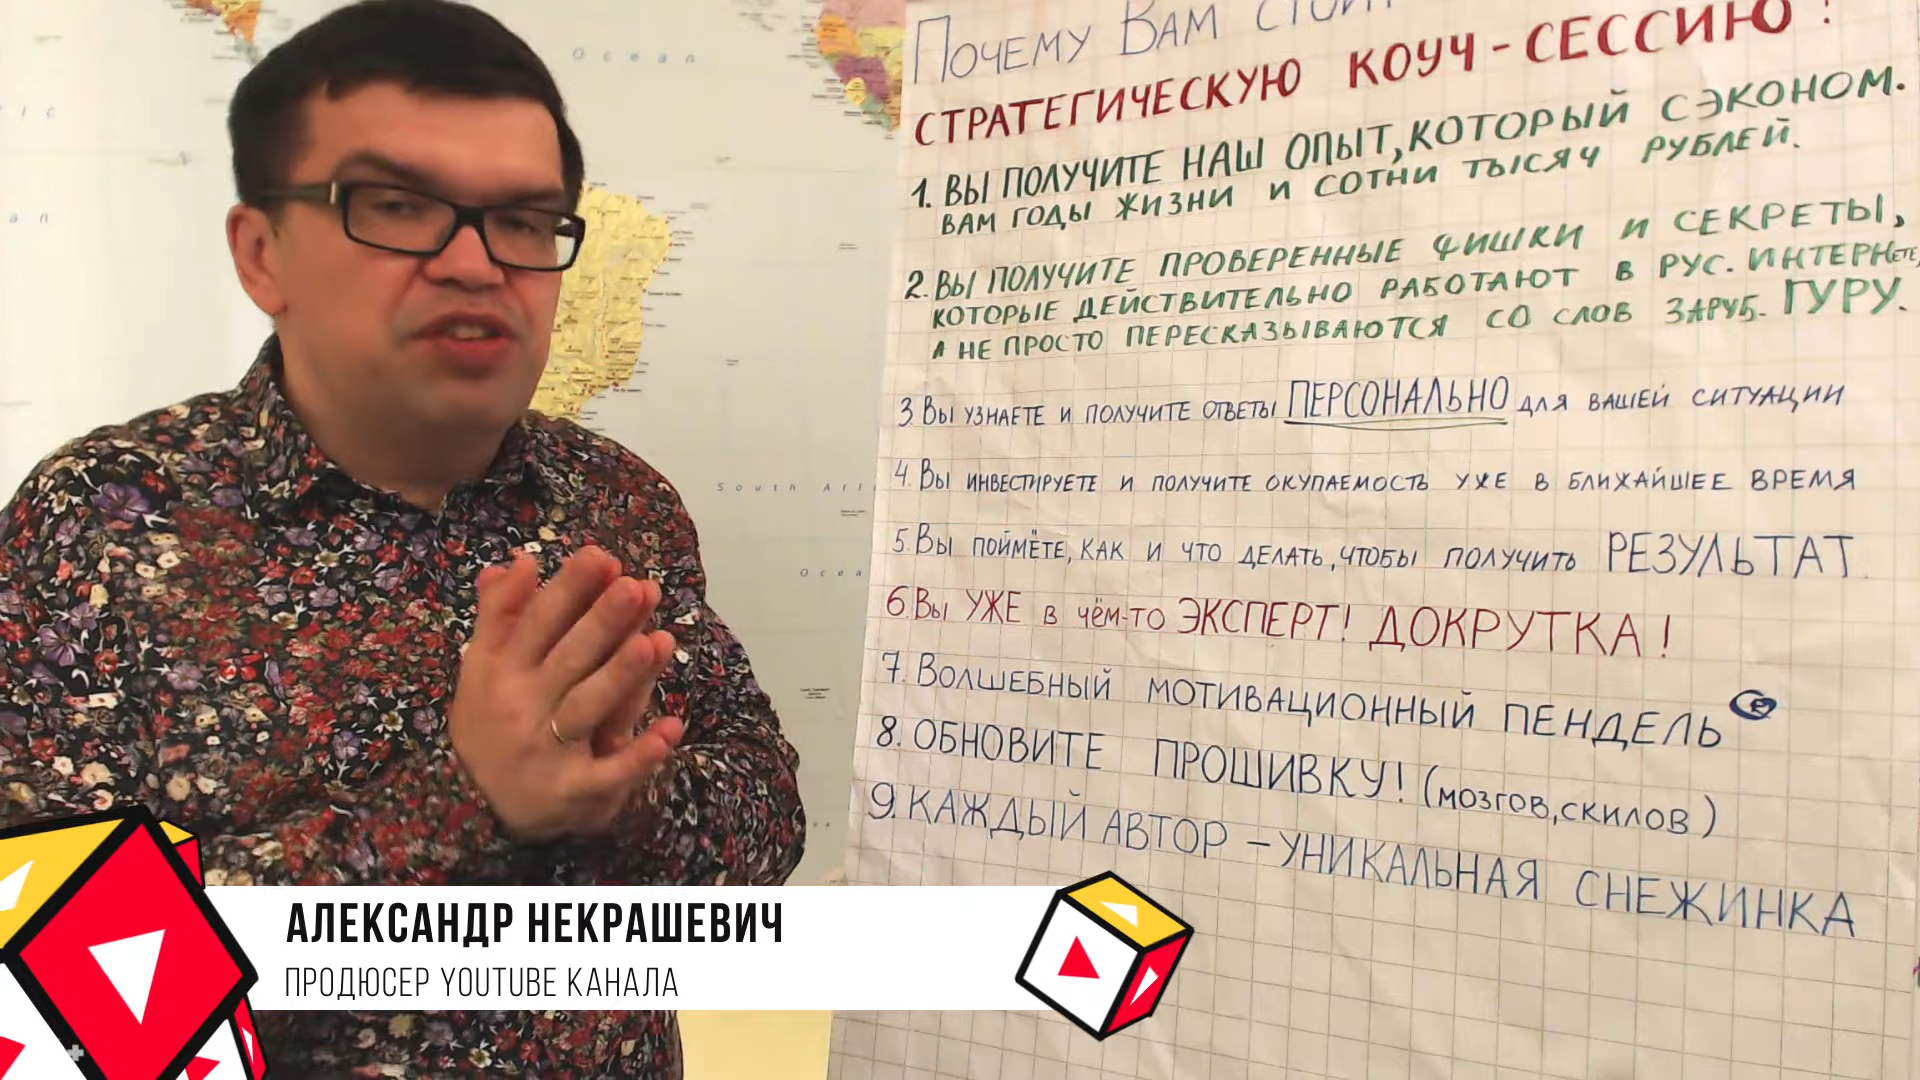 Почему Вам
СТРАТЕГИЧЕСКУЮ КОУЧ-СЕССИЮ!
1. ВЫ ПОЛУЧИТЕ НАШ ОПЫТ, КОТОРЫЙ СЭКОНОМ.
ВАМ ГОДЫ ЖИЗНИ И СОТНИ ТЫСЯЧ РУБЛЕЙ.
2. ВЫ ПОЛУЧИТЕ ПРОВЕРЕННЫЕ ФИШКИ И СЕКРЕТЫ,
КОТОРЫЕ ДЕЙСТВИТЕЛЬНО РАБОТАЮТ В РУС. ИНТЕРНЕТЕ,
А НЕ ПРОСТО ПЕРЕСКАЗЫВАЮТСЯ СО СЛОВ ЗАРУБ. ГУРУ.
3. Вы узнаете и получите ответы ПЕРСОНАЛЬНО для вашей ситуации
4. Вы инвестируете и получите окупаемость уже в ближайшее время
5. Вы поймёте, как и что делать, чтобы получить РЕЗУЛЬТАТ.
6. Вы УЖЕ в чём-то ЭКСПЕРТ! ДОКРУТКА!
7. Волшебный мотивационный ПЕНДЕЛЬ
8. ОБНОВИТЕ ПРОШИВКУ! (мозгов, скилов)
9. КАЖДЫЙ АВТОР - УНИКАЛЬНАЯ СНЕЖИНКА
Ocean
South Atl
Ocea
АЛЕКСАНДР НЕКРАШЕВИЧ
ПРОДЮСЕР YOUTUBE КАНАЛА